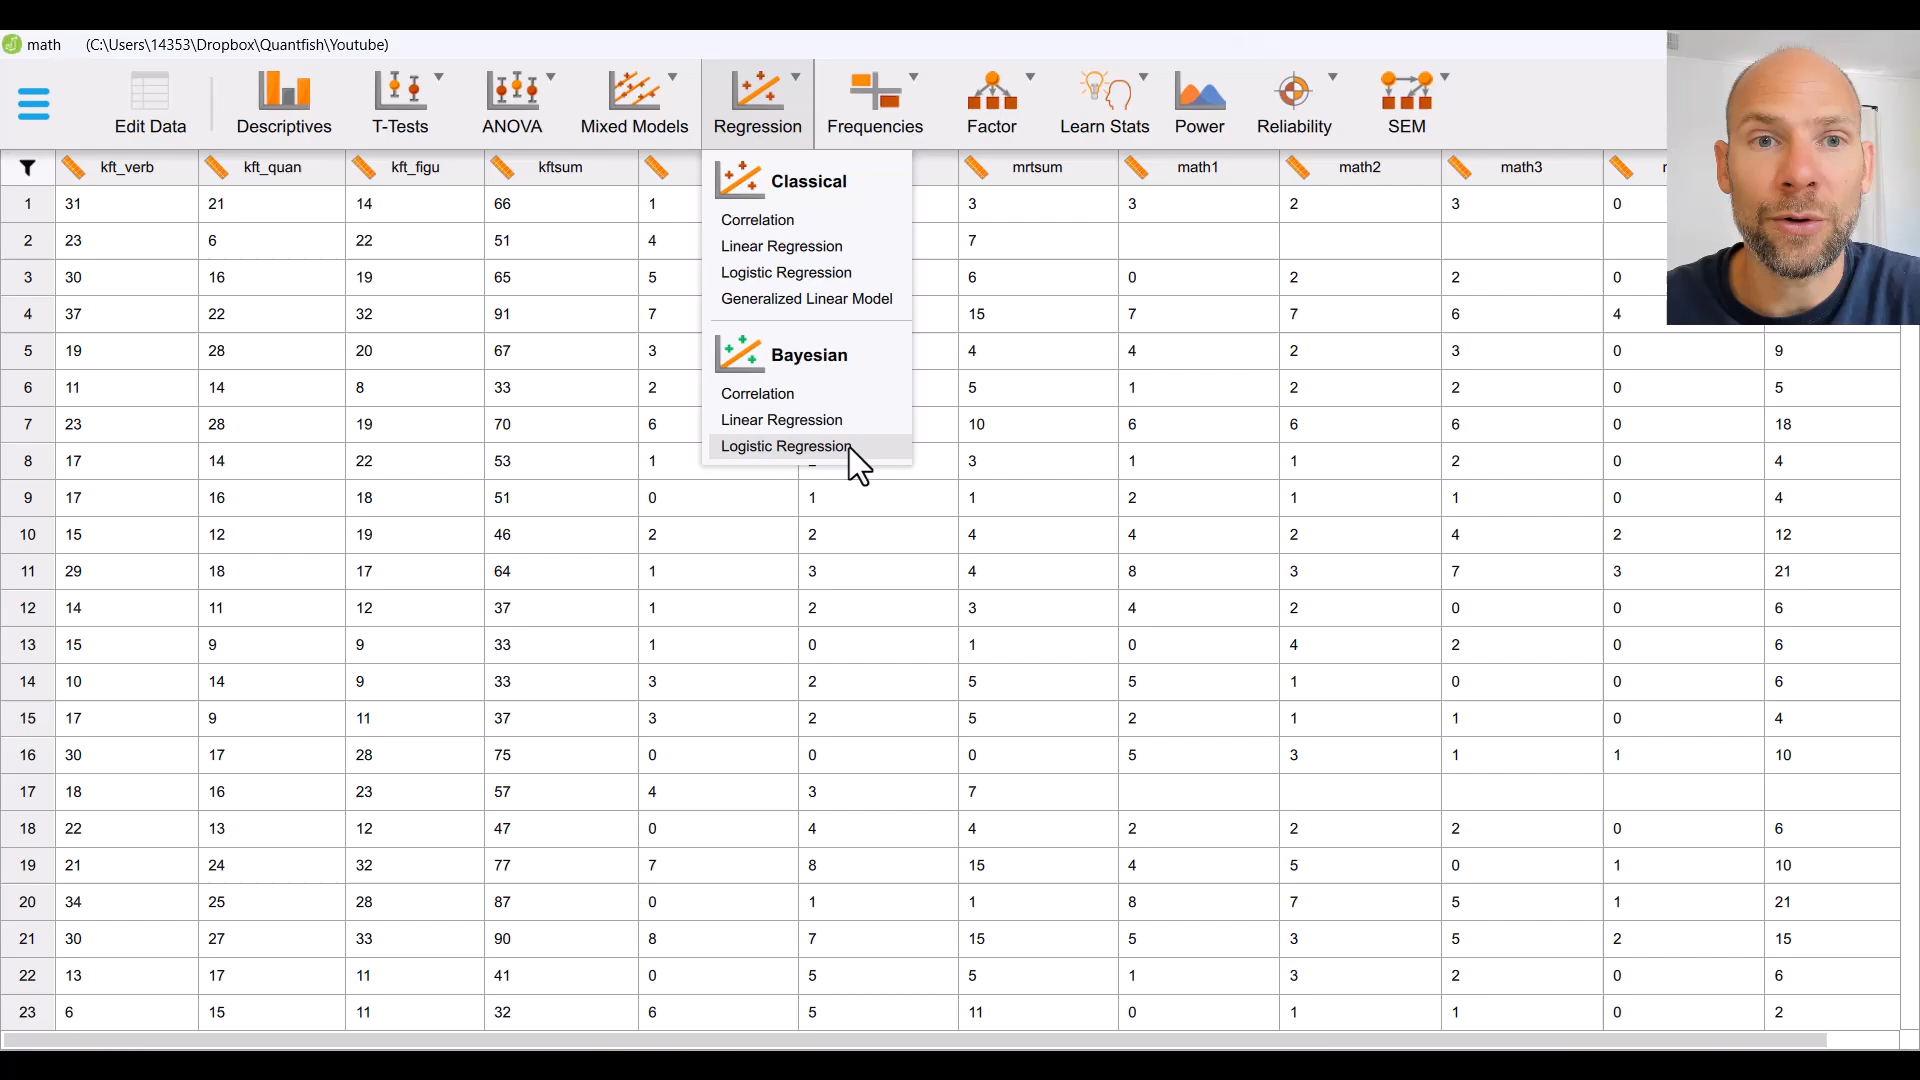 math (C:\Users\14353\Dropbox\Quantfish\Youtube)
Edit Data Descriptives T-Tests ANOVA Mixed Models Regression Frequencies Factor Learn Stats Power Reliability SEM
kft_verb kft_quan kft_figu kftsum mrtsum math1 math2 math3
Classical
Correlation
Linear Regression
Logistic Regression
Generalized Linear Model
Bayesian
Correlation
Linear Regression
Logistic Regression
1 31 21 14 66 1 3 3 2 3 0
2 23 6 22 51 4 7
3 30 16 19 65 5 6 0 2 2 0
4 37 22 32 91 7 15 7 7 6 4
5 19 28 20 67 3 4 4 2 3 0 9
6 11 14 8 33 2 5 1 2 2 0 5
7 23 28 19 70 6 10 6 6 6 0 18
8 17 14 22 53 1 3 1 1 2 0 4
9 17 16 18 51 0 1 1 2 1 1 0 4
10 15 12 19 46 2 2 4 4 2 4 2 12
11 29 18 17 64 1 3 4 8 3 7 3 21
12 14 11 12 37 1 2 3 4 2 0 0 6
13 15 9 9 33 1 0 1 0 4 2 0 6
14 10 14 9 33 3 2 5 5 1 0 0 6
15 17 9 11 37 3 2 5 2 1 1 0 4
16 30 17 28 75 0 0 0 5 3 1 1 10
17 18 16 23 57 4 3 7
18 22 13 12 47 0 4 4 2 2 2 0 6
19 21 24 32 77 7 8 15 4 5 0 1 10
20 34 25 28 87 0 1 1 8 7 5 1 21
21 30 27 33 90 8 7 15 5 3 5 2 15
22 13 17 11 41 0 5 5 1 3 2 0 6
23 6 15 11 32 6 5 11 0 1 1 0 2